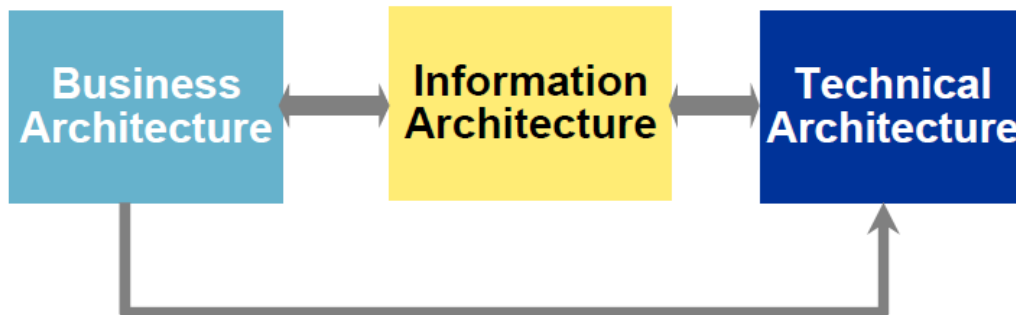 Business
Architecture
Information
Architecture
Technical
Architecture